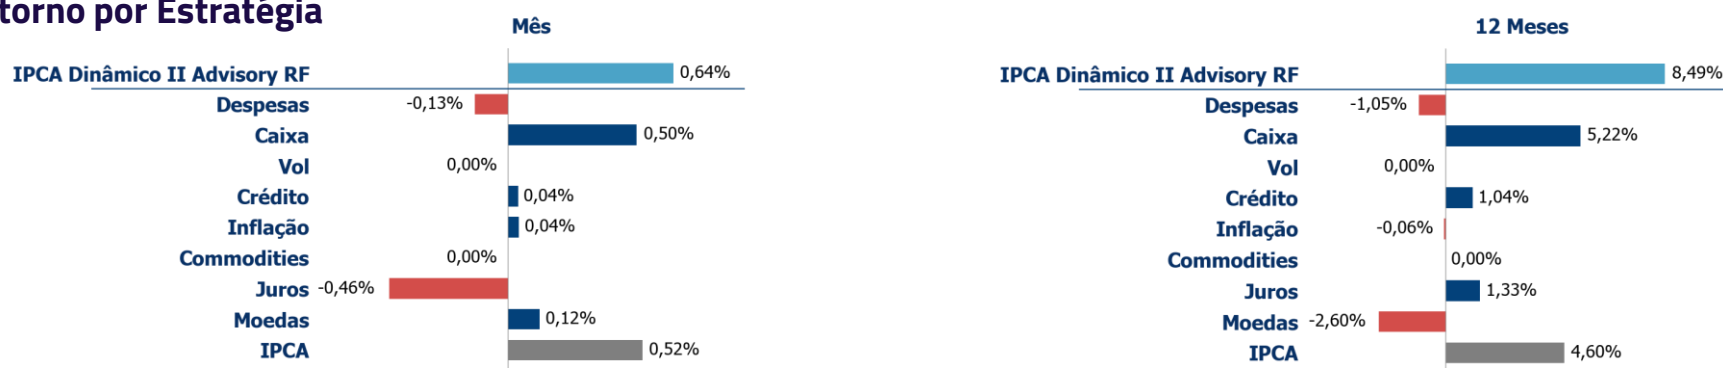 torno por Estratégia
Mês
IPCA Dinâmico II Advisory RF 0,64%
Despesas -0,13%
Caixa 0,50%
Vol 0,00%
Crédito 0,04%
Inflação 0,04%
Commodities 0,00%
Juros -0,46%
Moedas 0,12%
IPCA 0,52%
12 Meses
IPCA Dinâmico II Advisory RF 8,49%
Despesas -1,05%
Caixa 5,22%
Vol 0,00%
Crédito 1,04%
Inflação -0,06%
Commodities 0,00%
Juros 1,33%
Moedas -2,60%
IPCA 4,60%